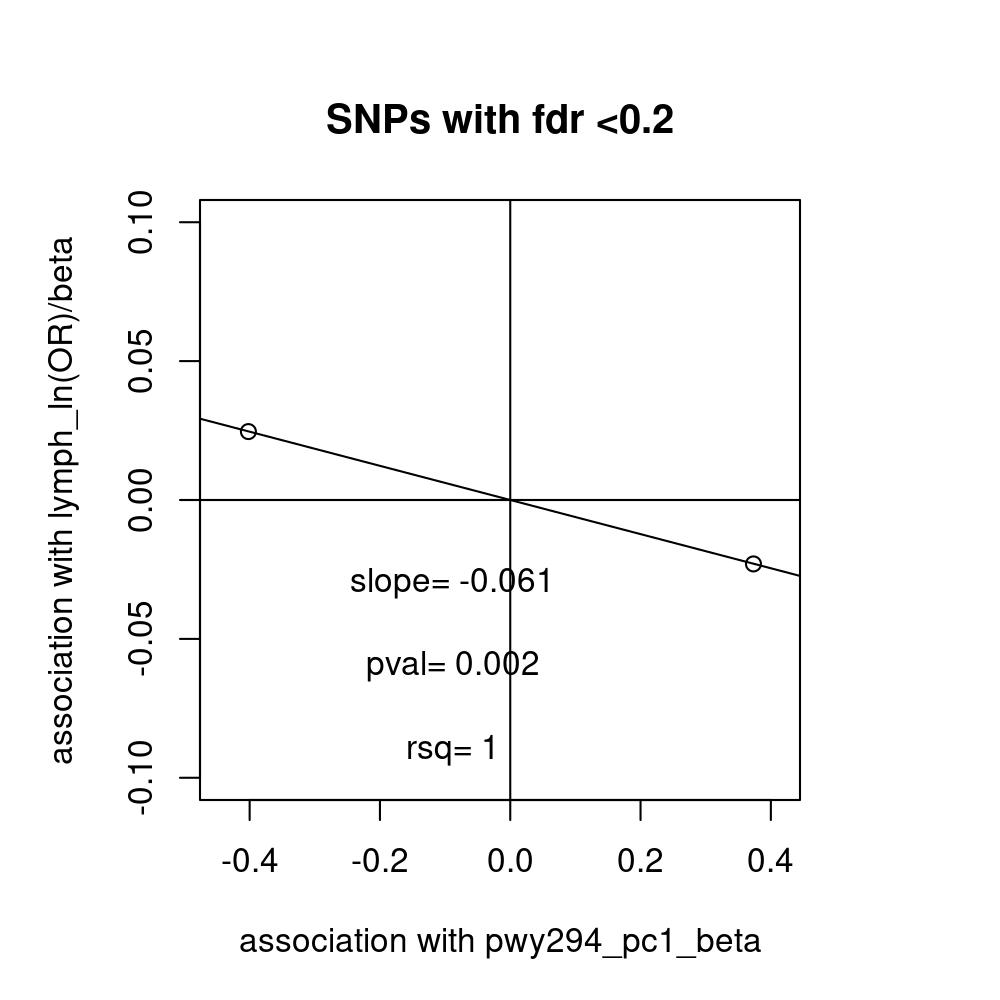 SNPs with fdr <0.2
association with lymph_ln(OR)/beta
0.10
0.05
0.00
-0.05
-0.10
slope= -0.061
pval= 0.002
rsq= 1
-0.4 -0.2 0.0 0.2 0.4
association with pwy294_pc1_beta